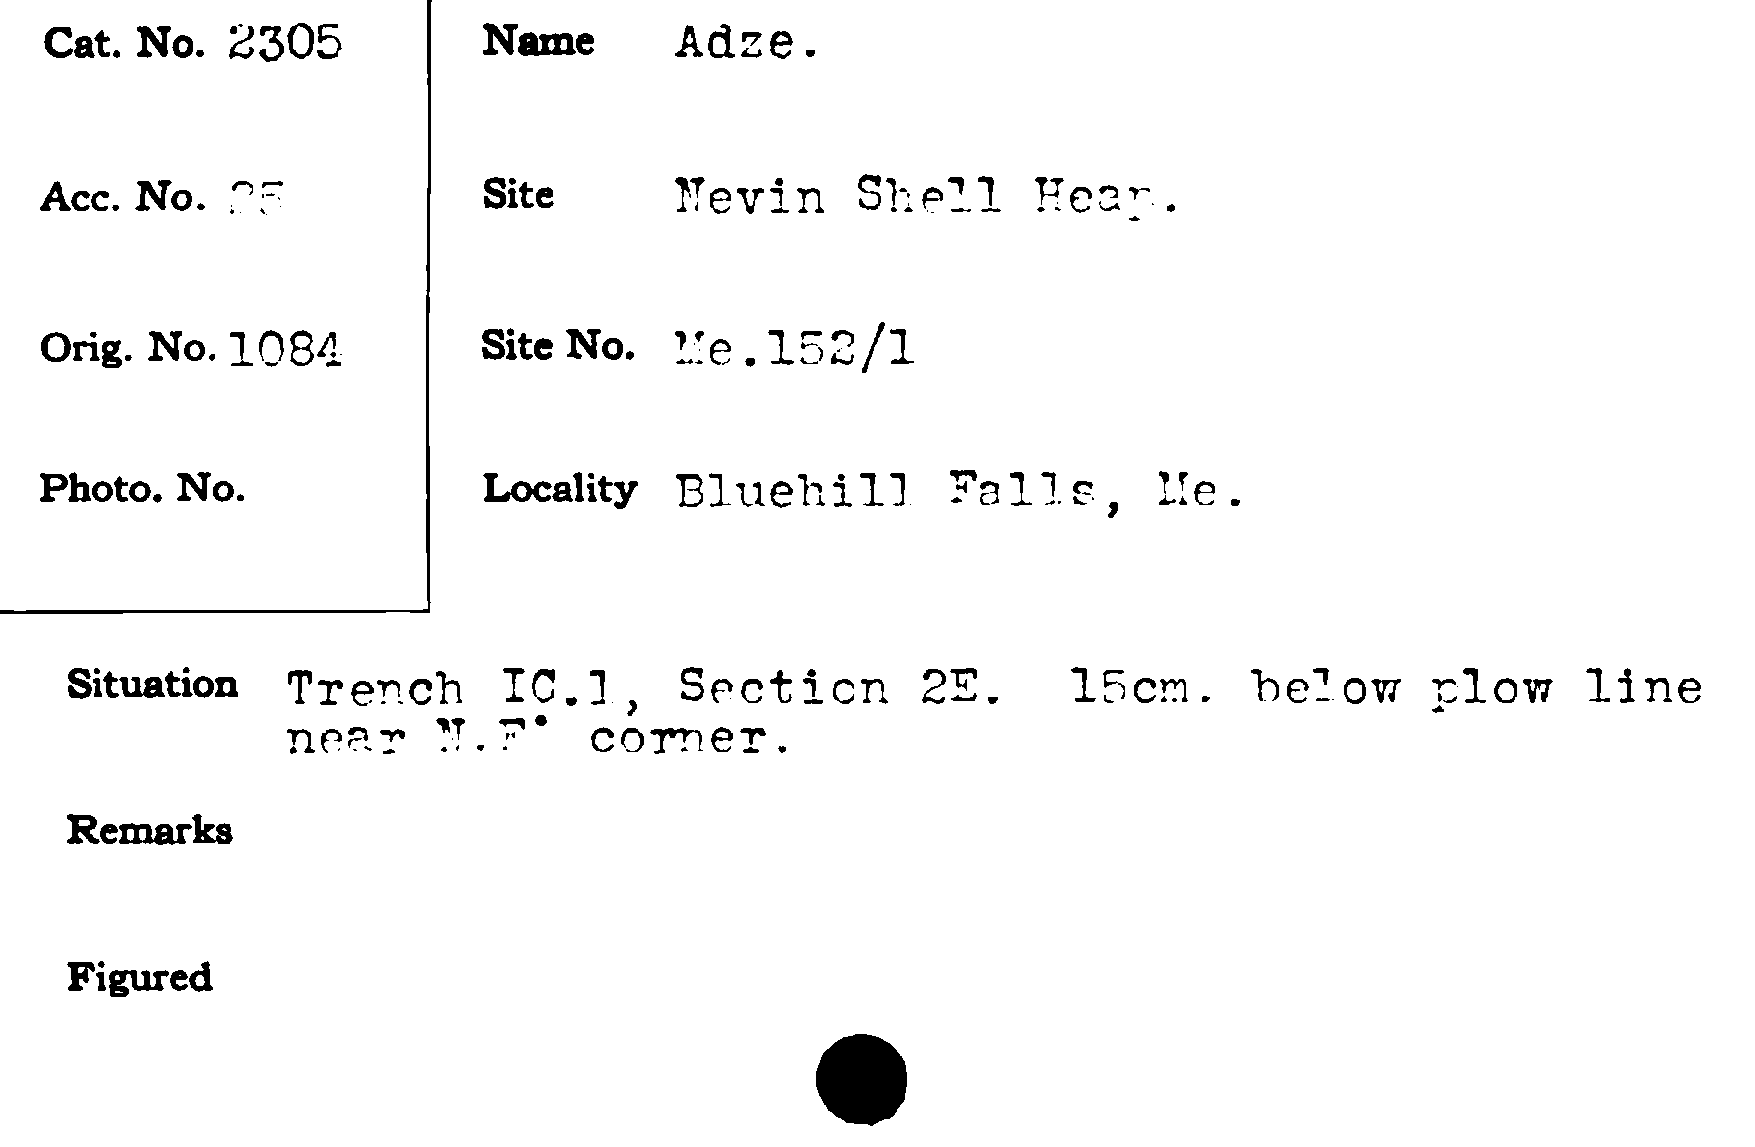 Cat. No. 2305
Name Adze.
Acc. No. 25
Site Nevin Shell Heap.
Orig. No. 1084
Site No. Me.152/1
Photo. No.
Locality Bluehill Falls, Me.
Situation Trench IC.1, Section 2E. 15cm. below plow line
near N.E. corner.
Remarks
Figured